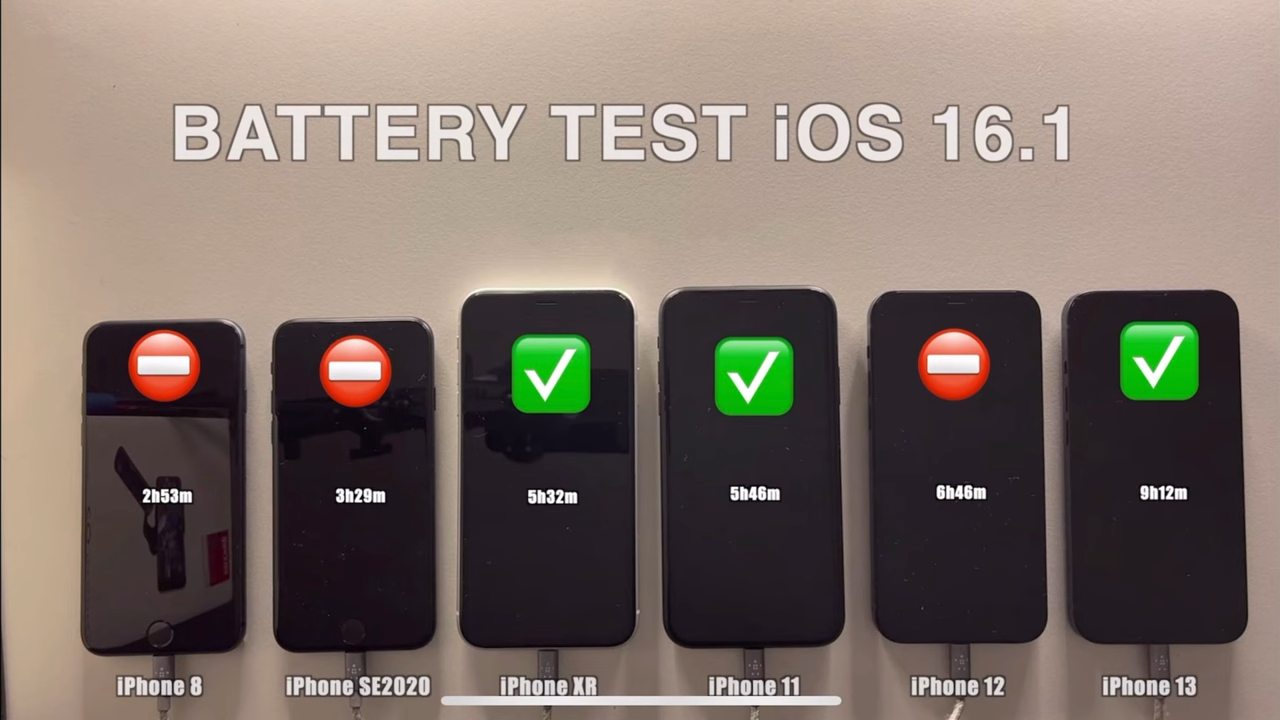 BATTERY TEST iOS 16.1
2h53m
3h29m
5h32m
5h46m
6h46m
9h12m
iPhone 8
iPhone SE2020
iPhone XR
iPhone 11
iPhone 12
iPhone 13